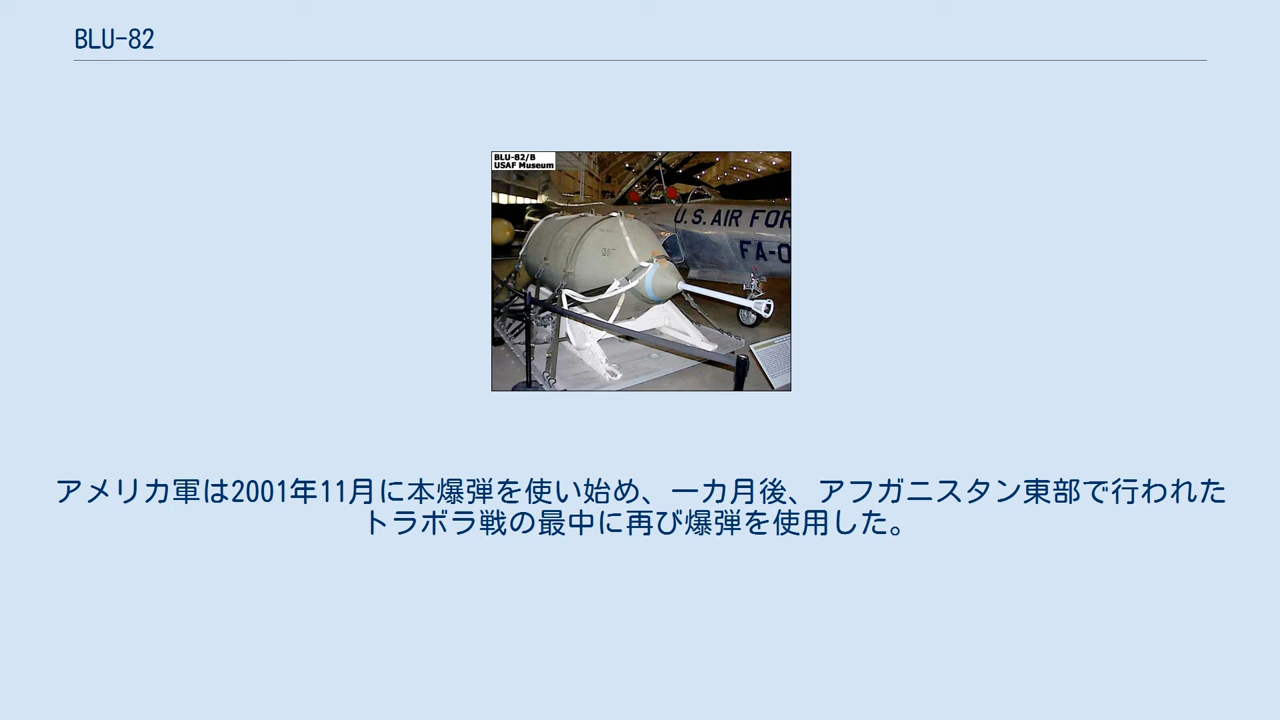 BLU-82
BLU-82/B
USAF Museum
U.S. AIR FOR
FA-0
アメリカ軍は2001年11月に本爆弾を使い始め、一カ月後、アフガニスタン東部で行われた
トラボラ戦の最中に再び爆弾を使用した。